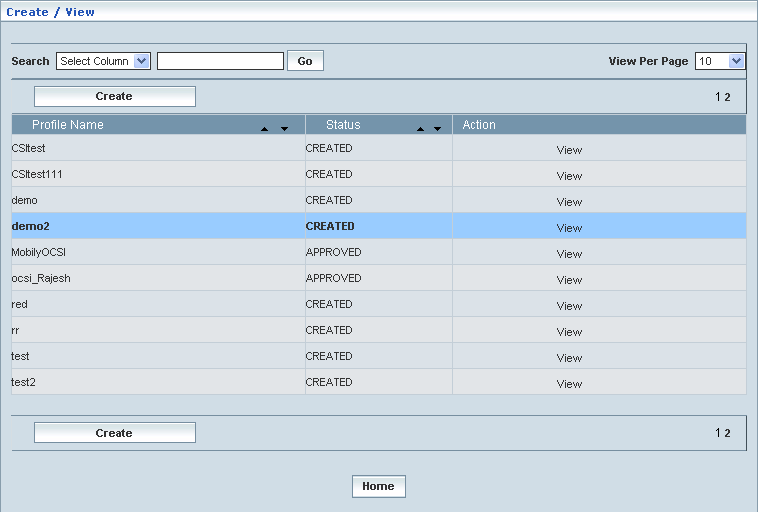 Create / View
Search Select Column Go View Per Page 10
Create 1 2
Profile Name Status Action
CSItest CREATED View
CSItest111 CREATED View
demo CREATED View
demo2 CREATED View
MobilyOCSI APPROVED View
ocsi_Rajesh APPROVED View
red CREATED View
rr CREATED View
test CREATED View
test2 CREATED View
Create 1 2
Home